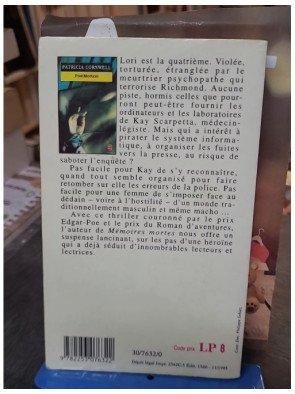 PATRICIA CORNWELL
Postmortem
Lori est la quatrième. Violée,
torturée, étranglée par le
meurtrier psychopathe qui
terrorise Richmond. Aucune
piste, hormis celles que pour-
ront peut-être fournir les
ordinateurs et les laboratoires
de Kay Scarpetta, médecin-
légiste. Mais qui a intérêt à
pirater le système informa-
tique, à organiser les fuites
vers la presse, au risque de
saboter l'enquête ?
Pas facile pour Kay de s'y reconnaître,
quand tout semble organisé pour faire
retomber sur elle les erreurs de la police. Pas
facile pour une femme de s'imposer face au
dédain – voire à l'hostilité – d'un monde tra-
ditionnellement masculin et même macho ...
Avec ce thriller couronné par le prix
Edgar-Poe et le prix du Roman d'aventures,
l'auteur de Mémoires mortes nous offre un
suspense lancinant, sur les pas d'une héroïne
qui a déjà séduit d'innombrables lecteurs et
lectrices.
30/7632/0
Code prix LP 8
9 782253 076322